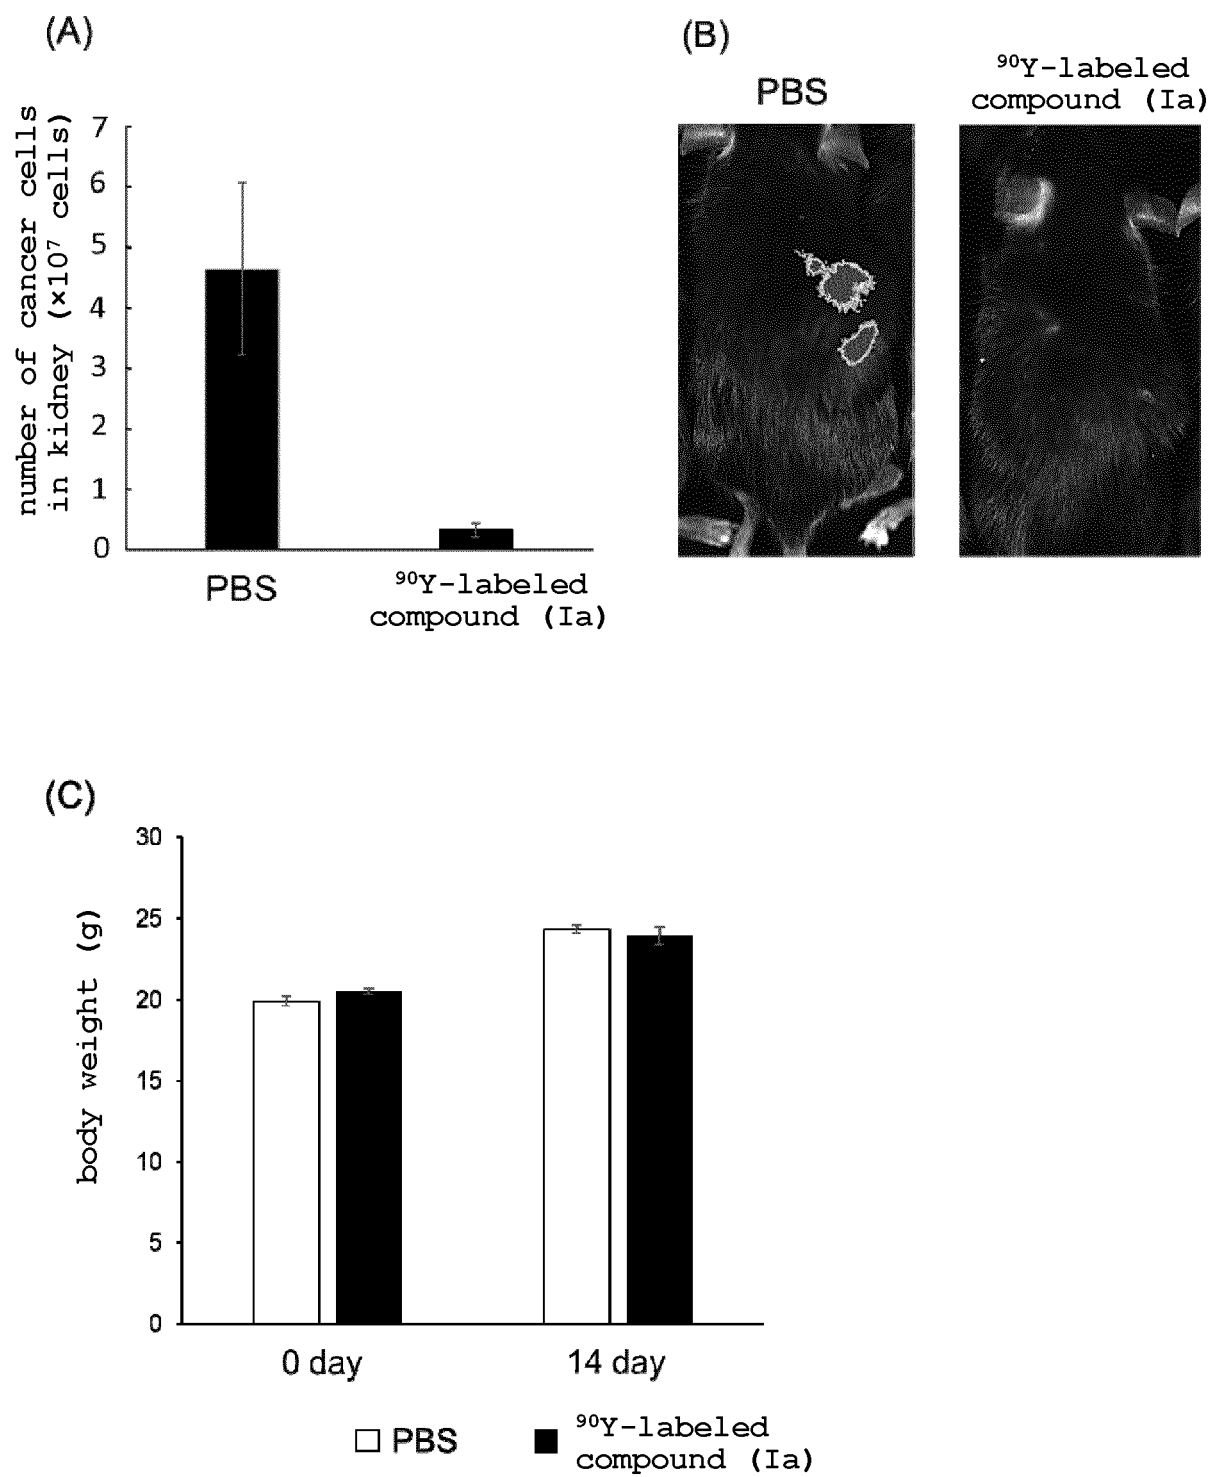 (A)
number of cancer cells
in kidney (×10⁷ cells)
7
6
5
4
3
2
1
0
PBS
⁹⁰Y-labeled
compound (Ia)
(B)
PBS
⁹⁰Y-labeled
compound (Ia)
(C)
body weight (g)
30
25
20
15
10
5
0
0 day
14 day
PBS
⁹⁰Y-labeled
compound (Ia)